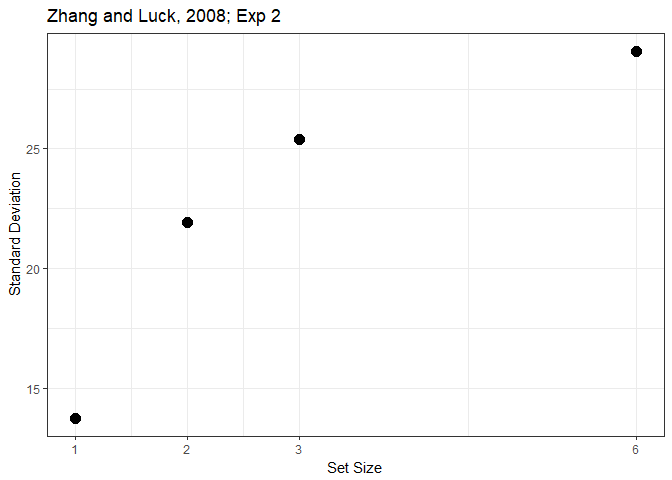 Zhang and Luck, 2008; Exp 2
Standard Deviation
25
20
15
1 2 3 6
Set Size